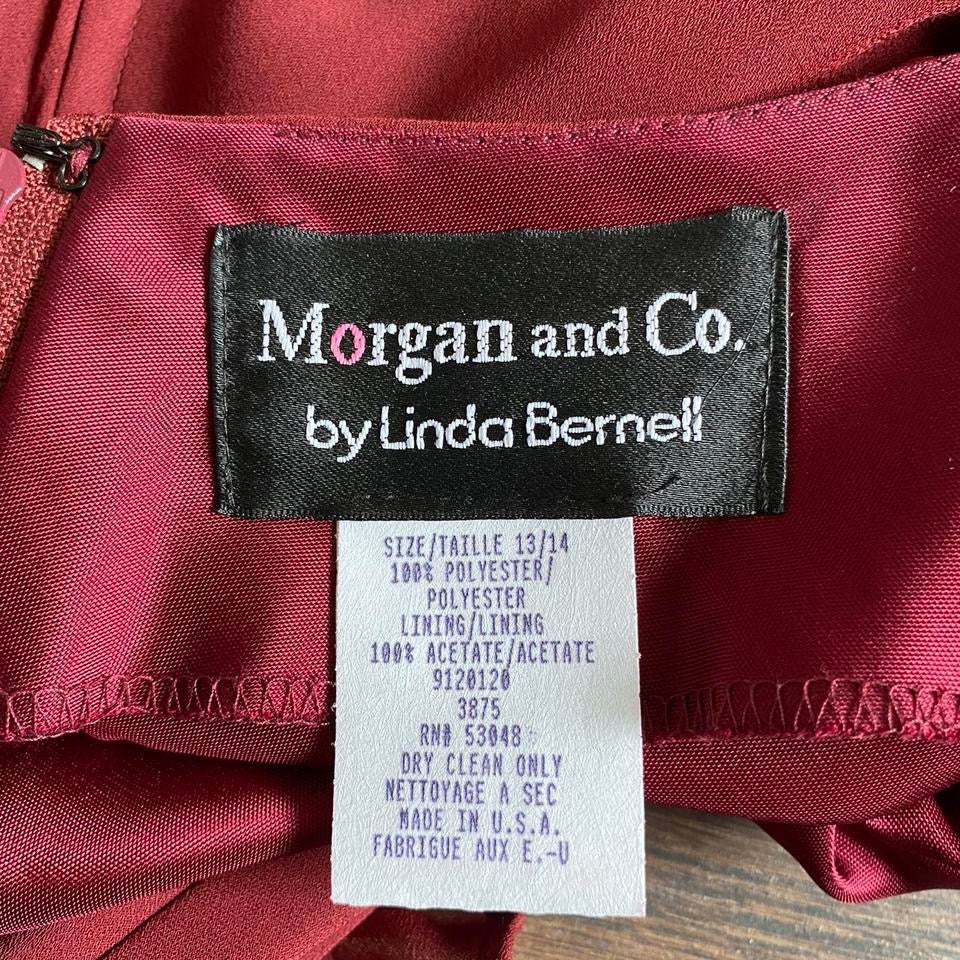 Morgan and Co.
by Linda Bernell
SIZE/TAILLE 13/14
100% POLYESTER/
POLYESTER
LINING/LINING
100% ACETATE/ACETATE
9120120
3875
RN# 53048
DRY CLEAN ONLY
NETTOYAGE A SEC
MADE IN U.S.A.
FABRIGUE AUX E.-U